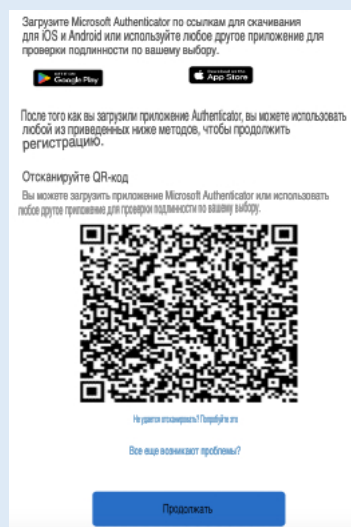 Загрузите Microsoft Authenticator по ссылкам для скачивания
для iOS и Android или используйте любое другое приложение для
проверки подлинности по вашему выбору.
Google Play
Download on the
App Store
После того как вы загрузили приложение Authenticator, вы можете использовать
любой из приведенных ниже методов, чтобы продолжить
регистрацию.
Отсканируйте QR-код
Вы можете загрузить приложение Microsoft Authenticator или использовать
любое другое приложение для проверки подлинности по вашему выбору.
Не удается отсканировать? Попробуйте это
Все еще возникают проблемы?
Продолжать